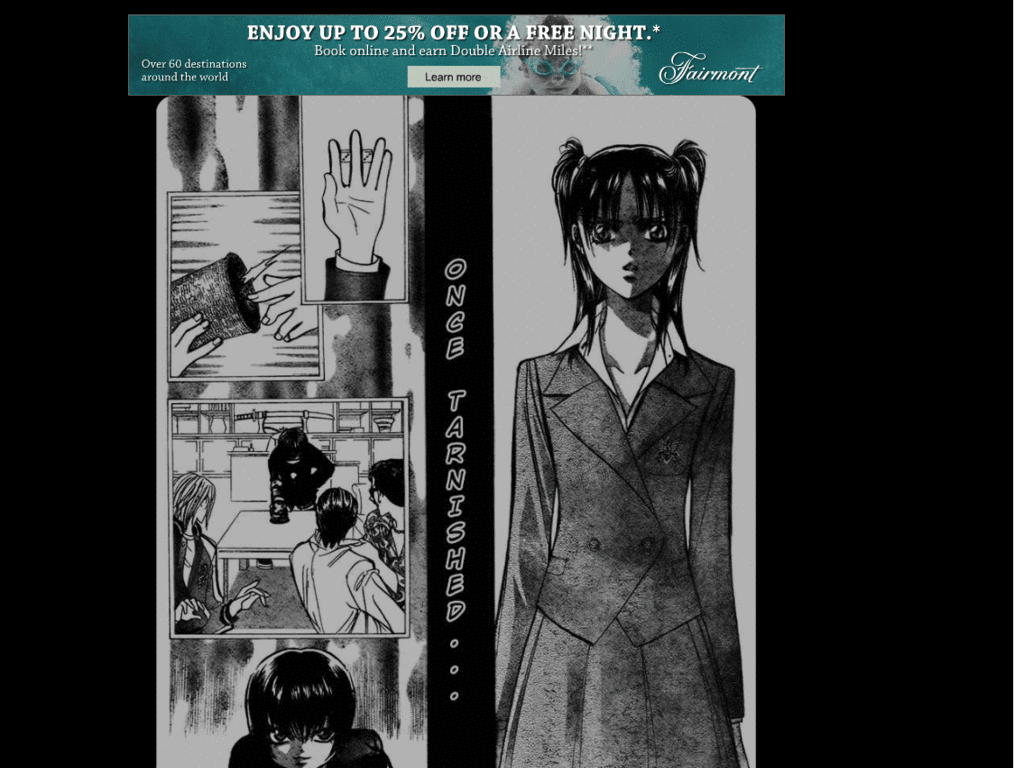 ENJOY UP TO 25% OFF OR A FREE NIGHT.*
Book online and earn Double Airline Miles!**
Over 60 destinations
around the world
Learn more
Fairmont
ONCE TARNISHED...